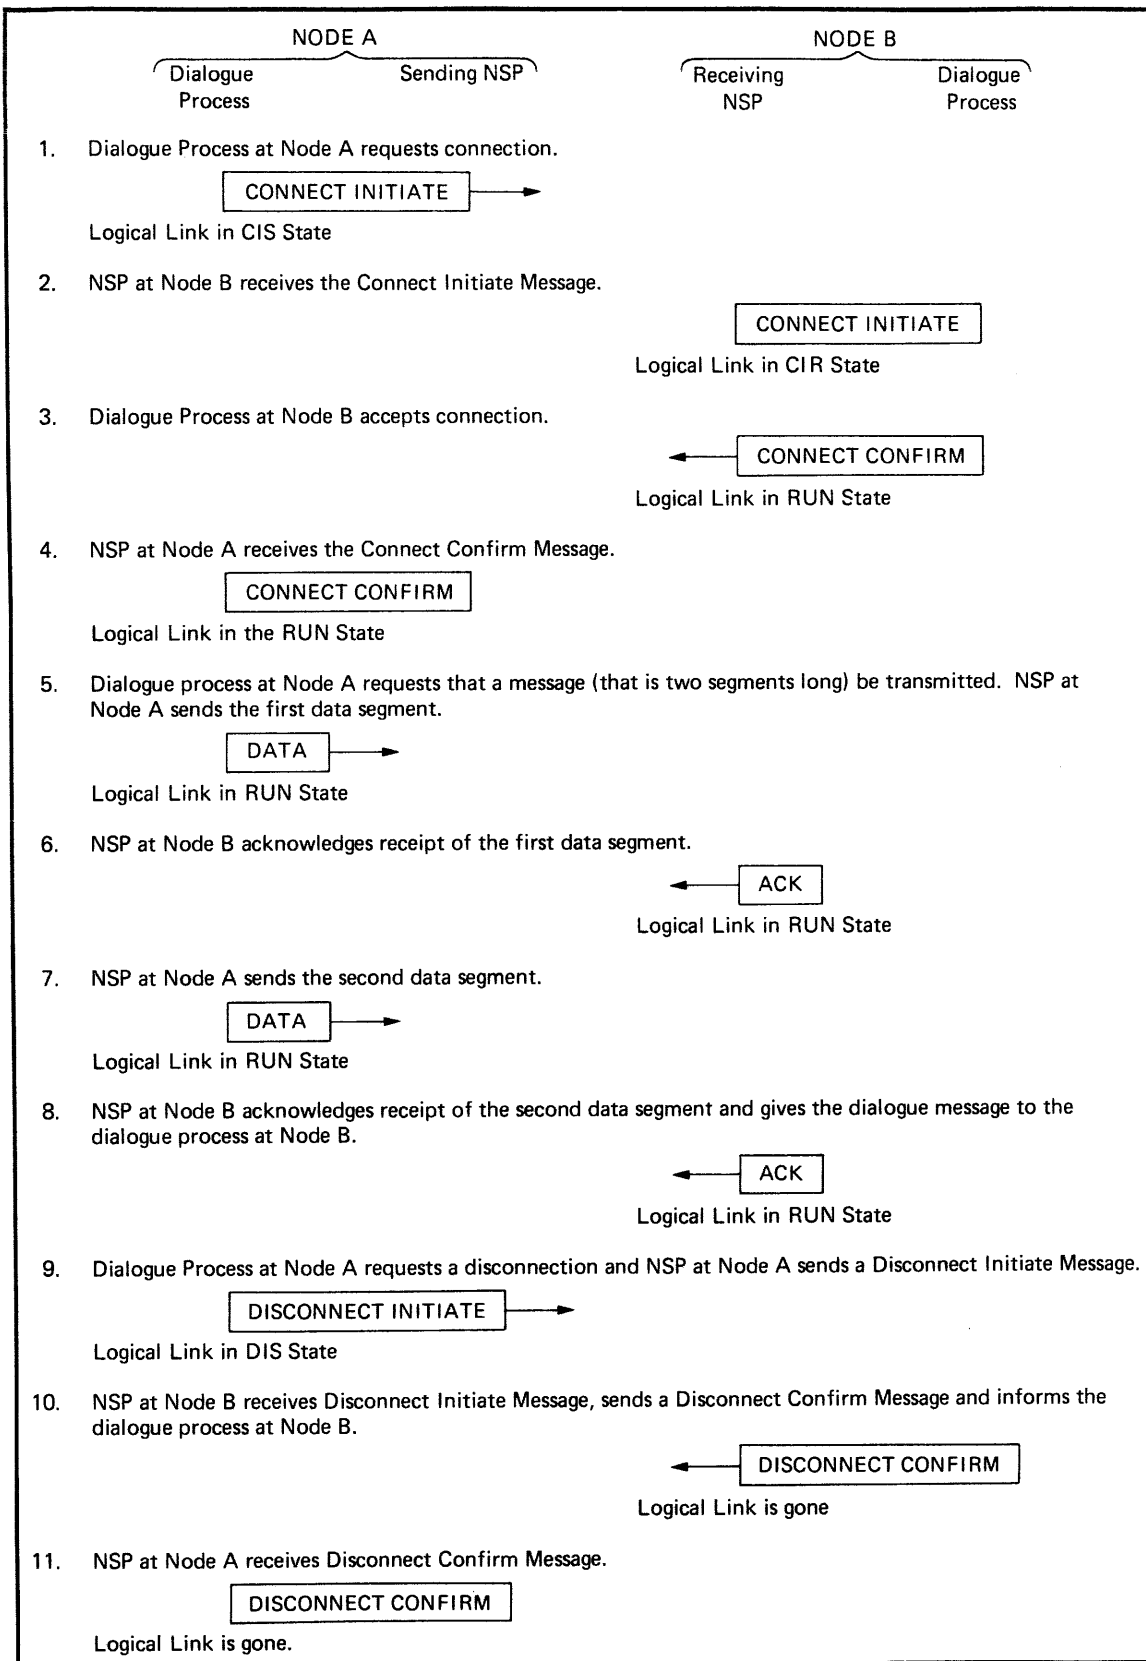 NODE A NODE B
Dialogue Sending NSP Receiving Dialogue
Process NSP Process
1. Dialogue Process at Node A requests connection.
CONNECT INITIATE
Logical Link in CIS State
2. NSP at Node B receives the Connect Initiate Message.
CONNECT INITIATE
Logical Link in CIR State
3. Dialogue Process at Node B accepts connection.
CONNECT CONFIRM
Logical Link in RUN State
4. NSP at Node A receives the Connect Confirm Message.
CONNECT CONFIRM
Logical Link in the RUN State
5. Dialogue process at Node A requests that a message (that is two segments long) be transmitted. NSP at
Node A sends the first data segment.
DATA
Logical Link in RUN State
6. NSP at Node B acknowledges receipt of the first data segment.
ACK
Logical Link in RUN State
7. NSP at Node A sends the second data segment.
DATA
Logical Link in RUN State
8. NSP at Node B acknowledges receipt of the second data segment and gives the dialogue message to the
dialogue process at Node B.
ACK
Logical Link in RUN State
9. Dialogue Process at Node A requests a disconnection and NSP at Node A sends a Disconnect Initiate Message.
DISCONNECT INITIATE
Logical Link in DIS State
10. NSP at Node B receives Disconnect Initiate Message, sends a Disconnect Confirm Message and informs the
dialogue process at Node B.
DISCONNECT CONFIRM
Logical Link is gone
11. NSP at Node A receives Disconnect Confirm Message.
DISCONNECT CONFIRM
Logical Link is gone.